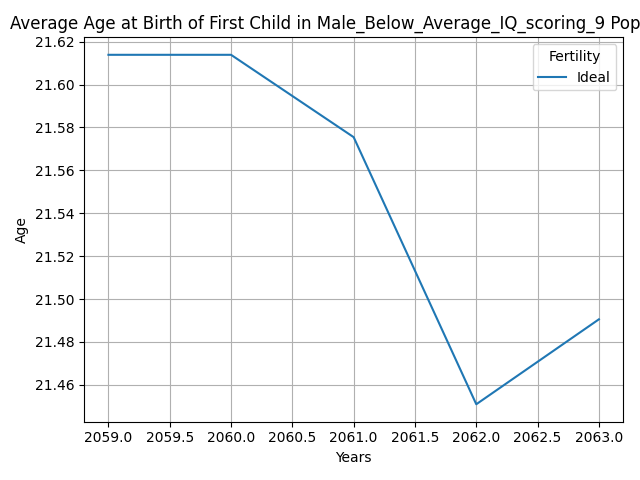 Average Age at Birth of First Child in Male_Below_Average_IQ_scoring_9 Pop
Fertility
Ideal
21.62
21.60
21.58
21.56
21.54
21.52
21.50
21.48
21.46
Age
2059.0 2059.5 2060.0 2060.5 2061.0 2061.5 2062.0 2062.5 2063.0
Years